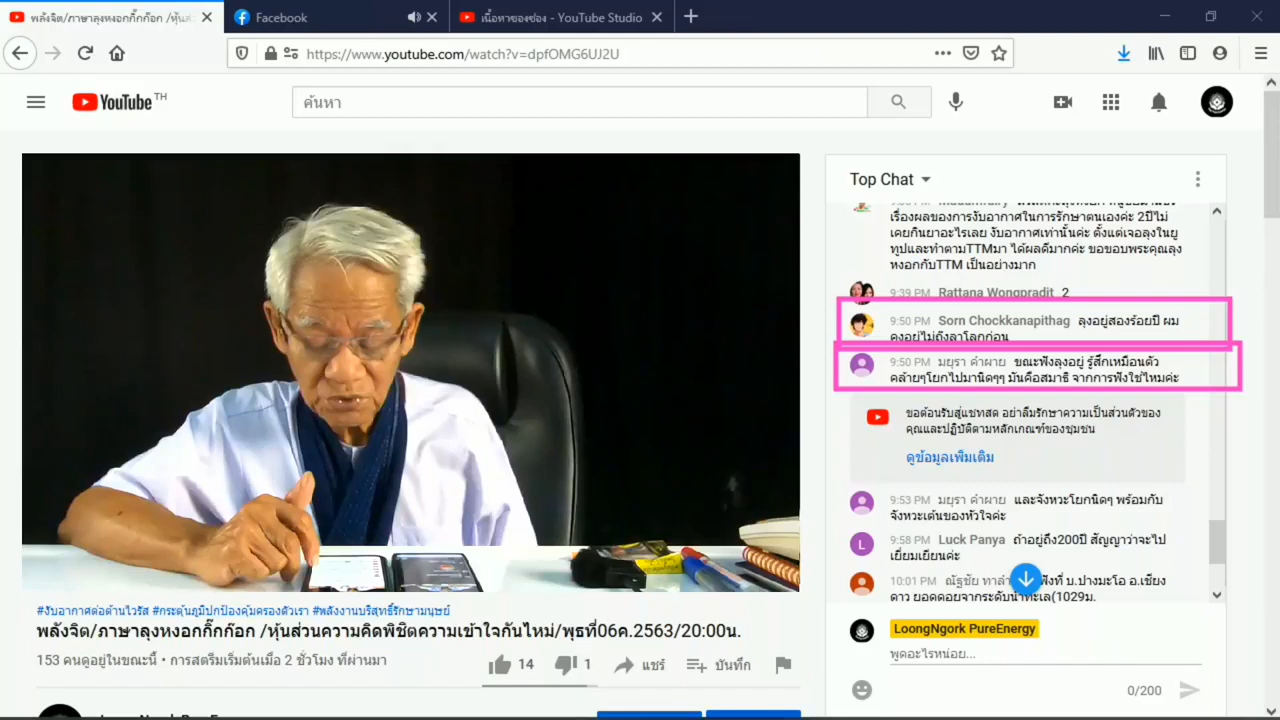 พลังจิต/ภาษาลุงหงอกกิ๊กก๊อก /หุ้นส่
Facebook
เนื้อหาของช่อง - YouTube Studio
https://www.youtube.com/watch?v=dpfOMG6UJ2U
YouTube TH
ค้นหา
Top Chat
เรื่องผลของการงับอากาศในการรักษาตนเองค่ะ 2ปีไม่
เคยกินยาอะไรเลย งับอากาศเท่านั้นค่ะ ตั้งแต่เจอลุงในยู
ทูปและทำตามTTMมา ได้ผลดีมากค่ะ ขอขอบพระคุณลุง
หงอกกับTTM เป็นอย่างมาก
9:39 PM Rattana Wongpradit 2
9:50 PM Sorn Chockkanapithag ลุงอยู่สองร้อยปี ผม
คงอยู่ไม่ถึงลาโลกก่อน
9:50 PM มยุรา คำผาย ขณะฟังลุงอยู่ รู้สึกเหมือนตัว
คล้ายๆโยกไปมานิดๆๆ มันคือสมาธิ จากการฟังใช่ไหมค่ะ
ขอต้อนรับสู่แชทสด อย่าลืมรักษาความเป็นส่วนตัวของ
คุณและปฏิบัติตามหลักเกณฑ์ของชุมชน
ดูข้อมูลเพิ่มเติม
9:53 PM มยุรา คำผาย และจังหวะโยกนิดๆ พร้อมกับ
จังหวะเต้นของหัวใจค่ะ
9:58 PM Luck Panya ถ้าอยู่ถึง200ปี สัญญาว่าจะไป
เยี่ยมเยียนค่ะ
10:01 PM ณัฐชัย ทาลำ ฟังที่ บ.ปางมะโอ อ.เชียง
ดาว ยอดดอยจากระดับน้ำทะเล(1029ม.
LoongNgork PureEnergy
พูดอะไรหน่อย...
0/200
#งับอากาศต่อต้านไวรัส #กระตุ้นภูมิปกป้องคุ้มครองตัวเรา #พลังงานบริสุทธิ์รักษามนุษย์
พลังจิต/ภาษาลุงหงอกกิ๊กก๊อก /หุ้นส่วนความคิดพิชิตความเข้าใจกันไหม่/พุธที่06ค.2563/20:00น.
153 คนดูอยู่ในขณะนี้ • การสตรีมเริ่มต้นเมื่อ 2 ชั่วโมง ที่ผ่านมา
14
1
แชร์
บันทึก